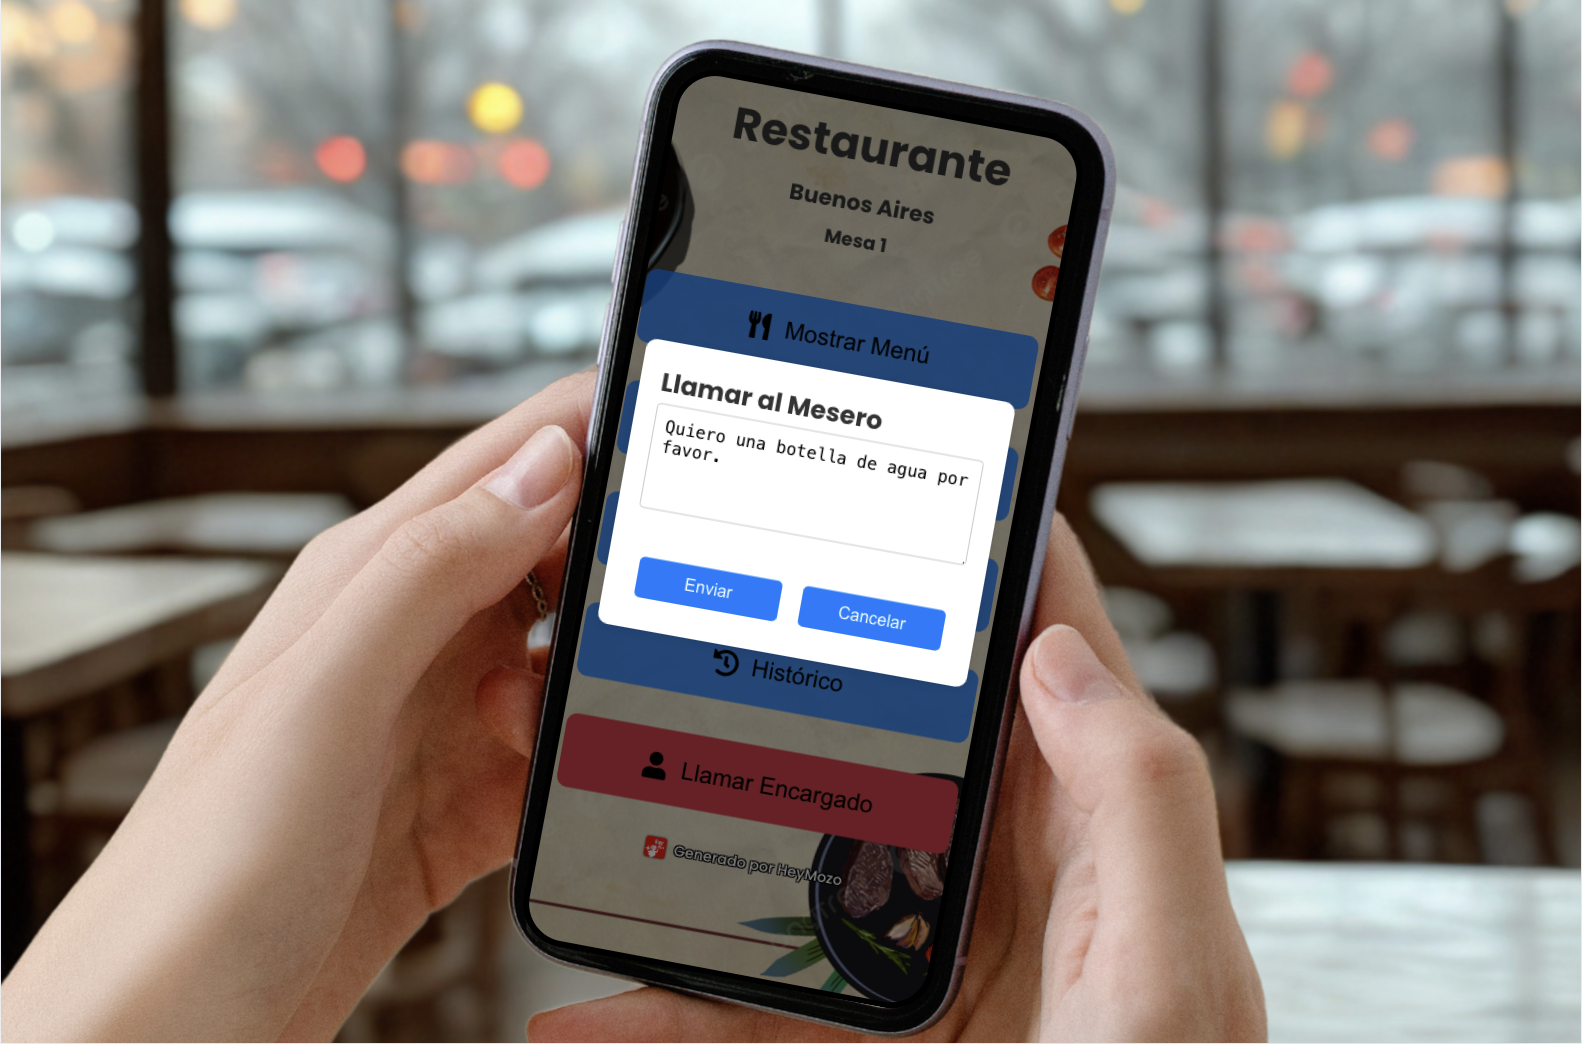 Restaurante
Buenos Aires
Mesa 1
Mostrar Menú
Llamar al Mesero
Quiero una botella de agua por
favor.
Enviar
Cancelar
Histórico
Llamar Encargado
Generado por HeyMozo